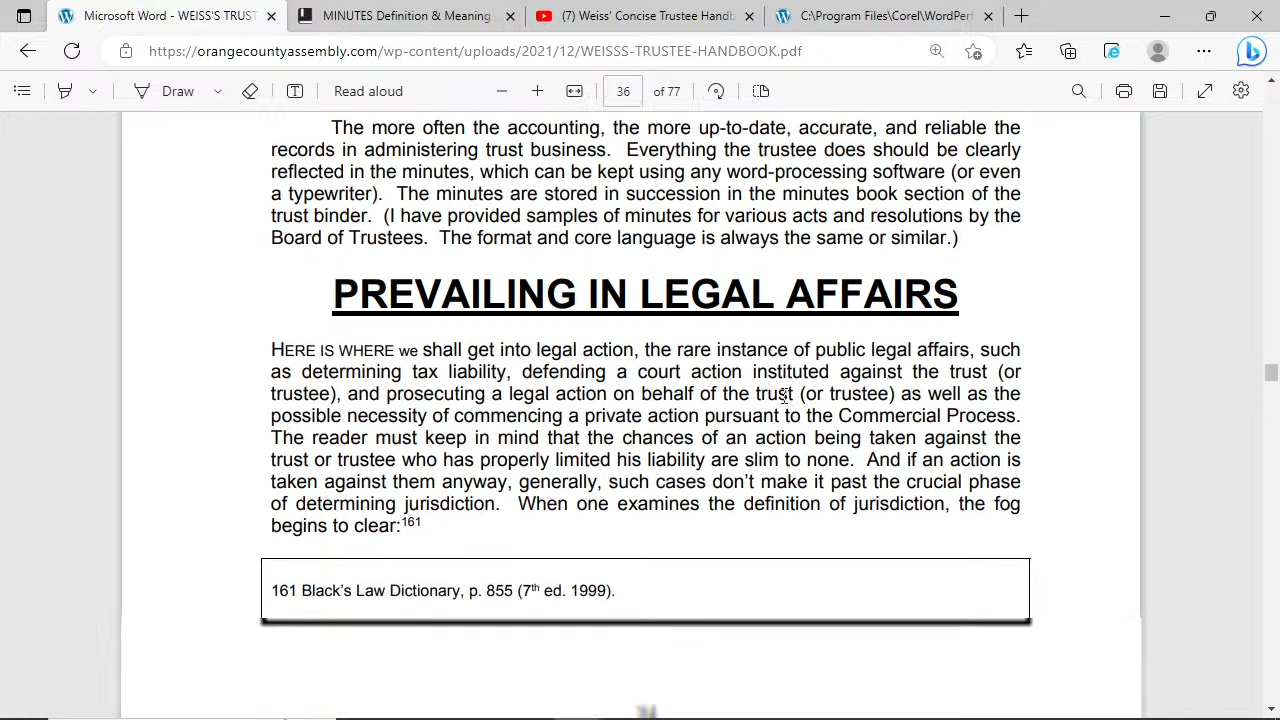 Microsoft Word - WEISS'S TRUST
MINUTES Definition & Meaning
(7) Weiss' Concise Trustee Handb
C:\Program Files\Corel\WordPerf
https://orangecountyassembly.com/wp-content/uploads/2021/12/WEISSS-TRUSTEE-HANDBOOK.pdf
Draw
Read aloud
36
of 77
The more often the accounting, the more up-to-date, accurate, and reliable the
records in administering trust business. Everything the trustee does should be clearly
reflected in the minutes, which can be kept using any word-processing software (or even
a typewriter). The minutes are stored in succession in the minutes book section of the
trust binder. (I have provided samples of minutes for various acts and resolutions by the
Board of Trustees. The format and core language is always the same or similar.)
PREVAILING IN LEGAL AFFAIRS
HERE IS WHERE we shall get into legal action, the rare instance of public legal affairs, such
as determining tax liability, defending a court action instituted against the trust (or
trustee), and prosecuting a legal action on behalf of the trust (or trustee) as well as the
possible necessity of commencing a private action pursuant to the Commercial Process.
The reader must keep in mind that the chances of an action being taken against the
trust or trustee who has properly limited his liability are slim to none. And if an action is
taken against them anyway, generally, such cases don't make it past the crucial phase
of determining jurisdiction. When one examines the definition of jurisdiction, the fog
begins to clear:161
161 Black's Law Dictionary, p. 855 (7th ed. 1999).